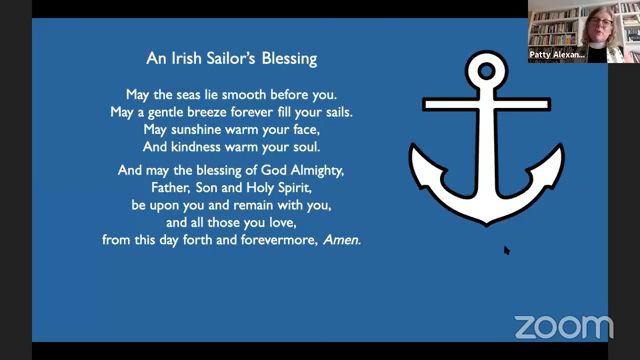 An Irish Sailor's Blessing
May the seas lie smooth before you.
May a gentle breeze forever fill your sails.
May sunshine warm your face,
And kindness warm your soul.
And may the blessing of God Almighty,
Father, Son and Holy Spirit,
be upon you and remain with you,
and all those you love,
from this day forth and forevermore, Amen.
Patty Alexan...
zoom